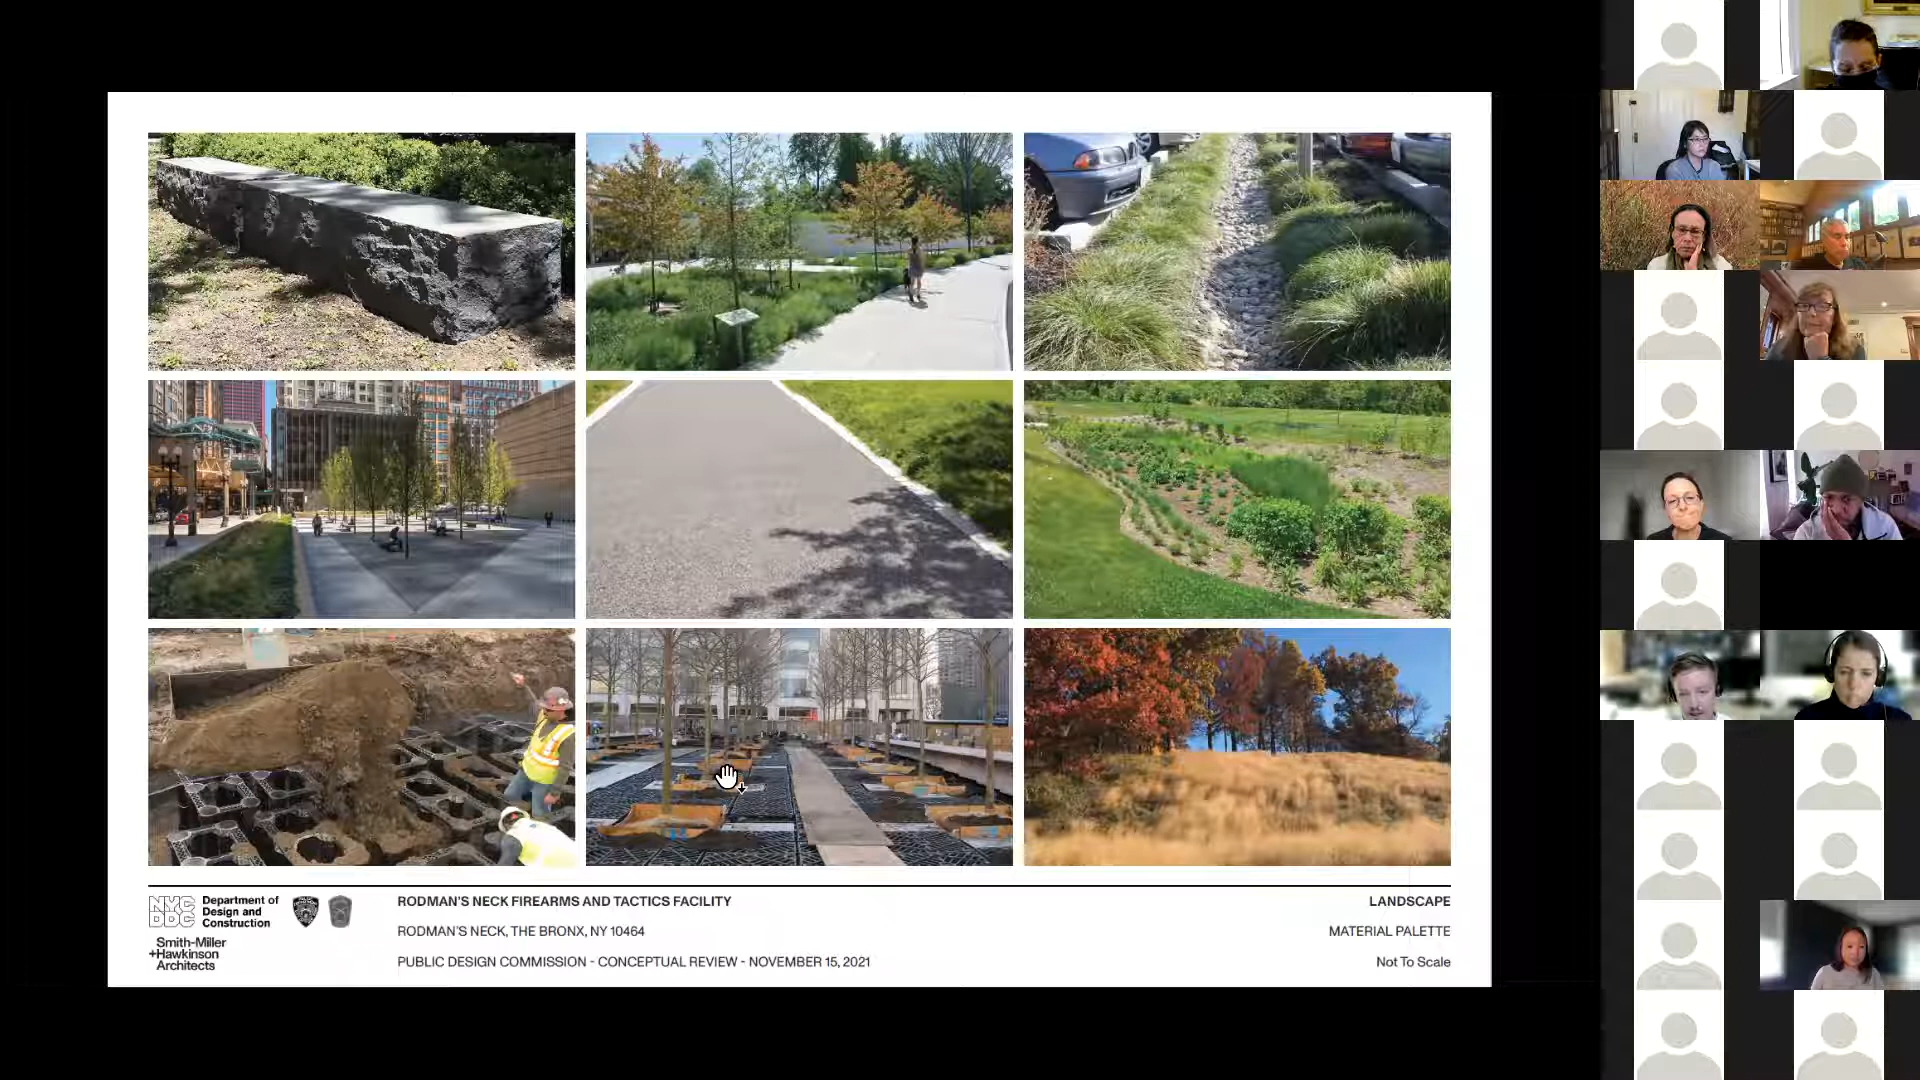 NYC
DDC
Department of
Design and
Construction
Smith-Miller
+Hawkinson
Architects
RODMAN'S NECK FIREARMS AND TACTICS FACILITY
RODMAN'S NECK, THE BRONX, NY 10464
PUBLIC DESIGN COMMISSION - CONCEPTUAL REVIEW - NOVEMBER 15, 2021
LANDSCAPE
MATERIAL PALETTE
Not To Scale